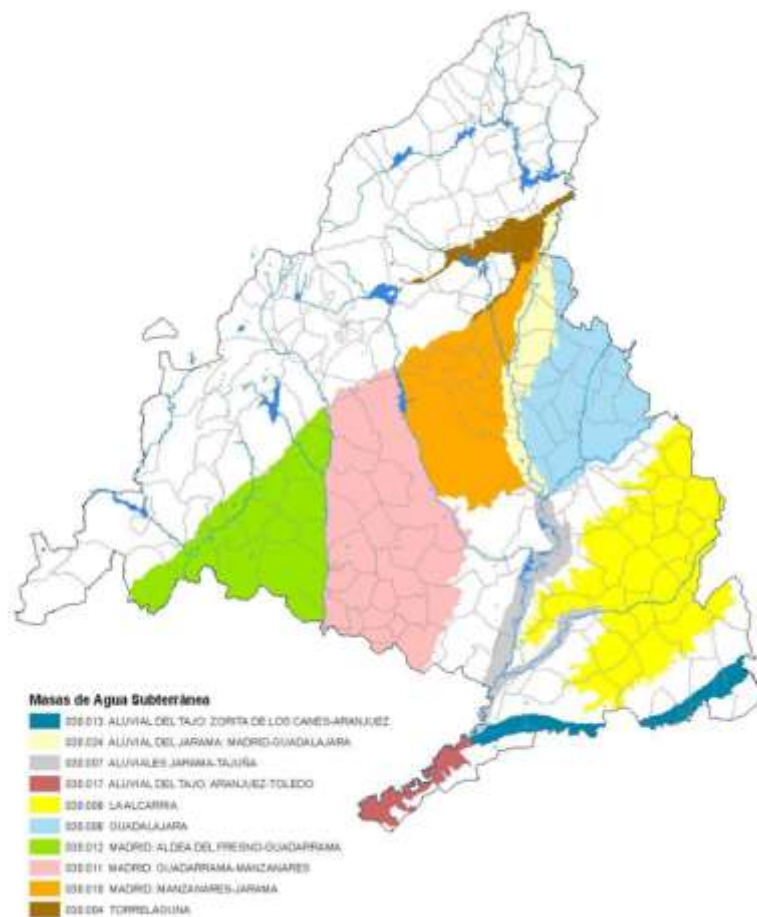 Masas de Agua Subterránea
030.013 ALUVIAL DEL TAJO: ZORITA DE LOS CANES-ARANJUEZ
030.024 ALUVIAL DEL JARAMA: MADRID-GUADALAJARA
030.007 ALUVIALES JARAMA-TAJUÑA
030.017 ALUVIAL DEL TAJO: ARANJUEZ-TOLEDO
030.008 LA ALCARRIA
030.006 GUADALAJARA
030.012 MADRID: ALDEA DEL FRESNO-GUADARRAMA
030.011 MADRID: GUADARRAMA-MANZANARES
030.010 MADRID: MANZANARES-JARAMA
030.004 TORRELAGUNA